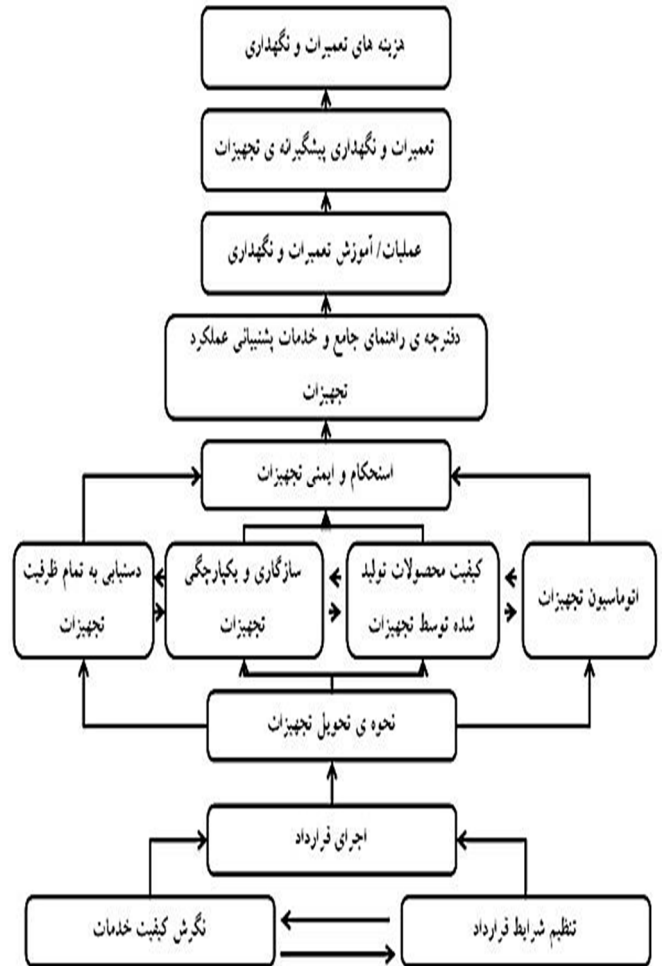 هزینه های تعمیرات و نگهداری
تعمیرات و نگهداری پیشگیرانه ی تجهیزات
عملیات/ آموزش تعمیرات و نگهداری
دفترچه ی راهنمای جامع و خدمات پشتیبانی عملکرد
تجهیزات
استحکام و ایمنی تجهیزات
اتوماسیون تجهیزات
کیفیت محصولات تولید
شده توسط تجهیزات
سازگاری و یکپارچگی
تجهیزات
دستیابی به تمام ظرفیت
تجهیزات
نحوه ی تحویل تجهیزات
اجرای قرارداد
تنظیم شرایط قرارداد
نگرش کیفیت خدمات